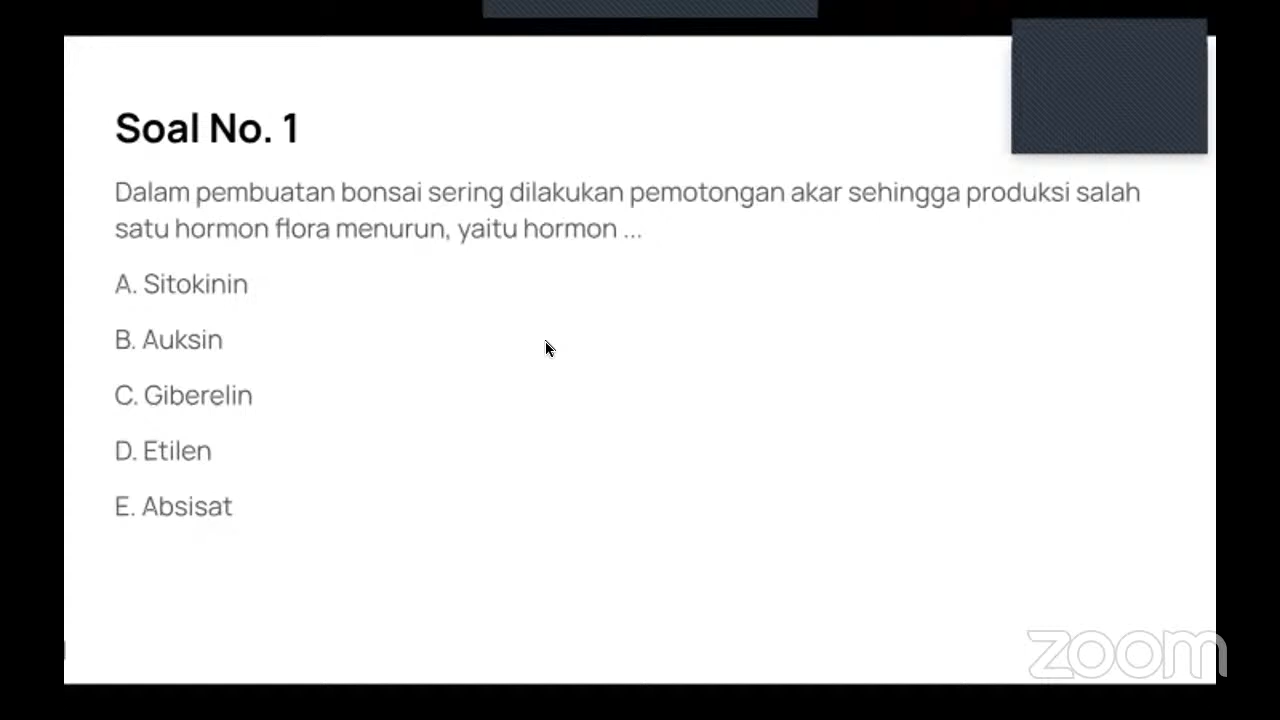 Soal No. 1
Dalam pembuatan bonsai sering dilakukan pemotongan akar sehingga produksi salah
satu hormon flora menurun, yaitu hormon ...
A. Sitokinin
B. Auksin
C. Giberelin
D. Etilen
E. Absisat
zoom